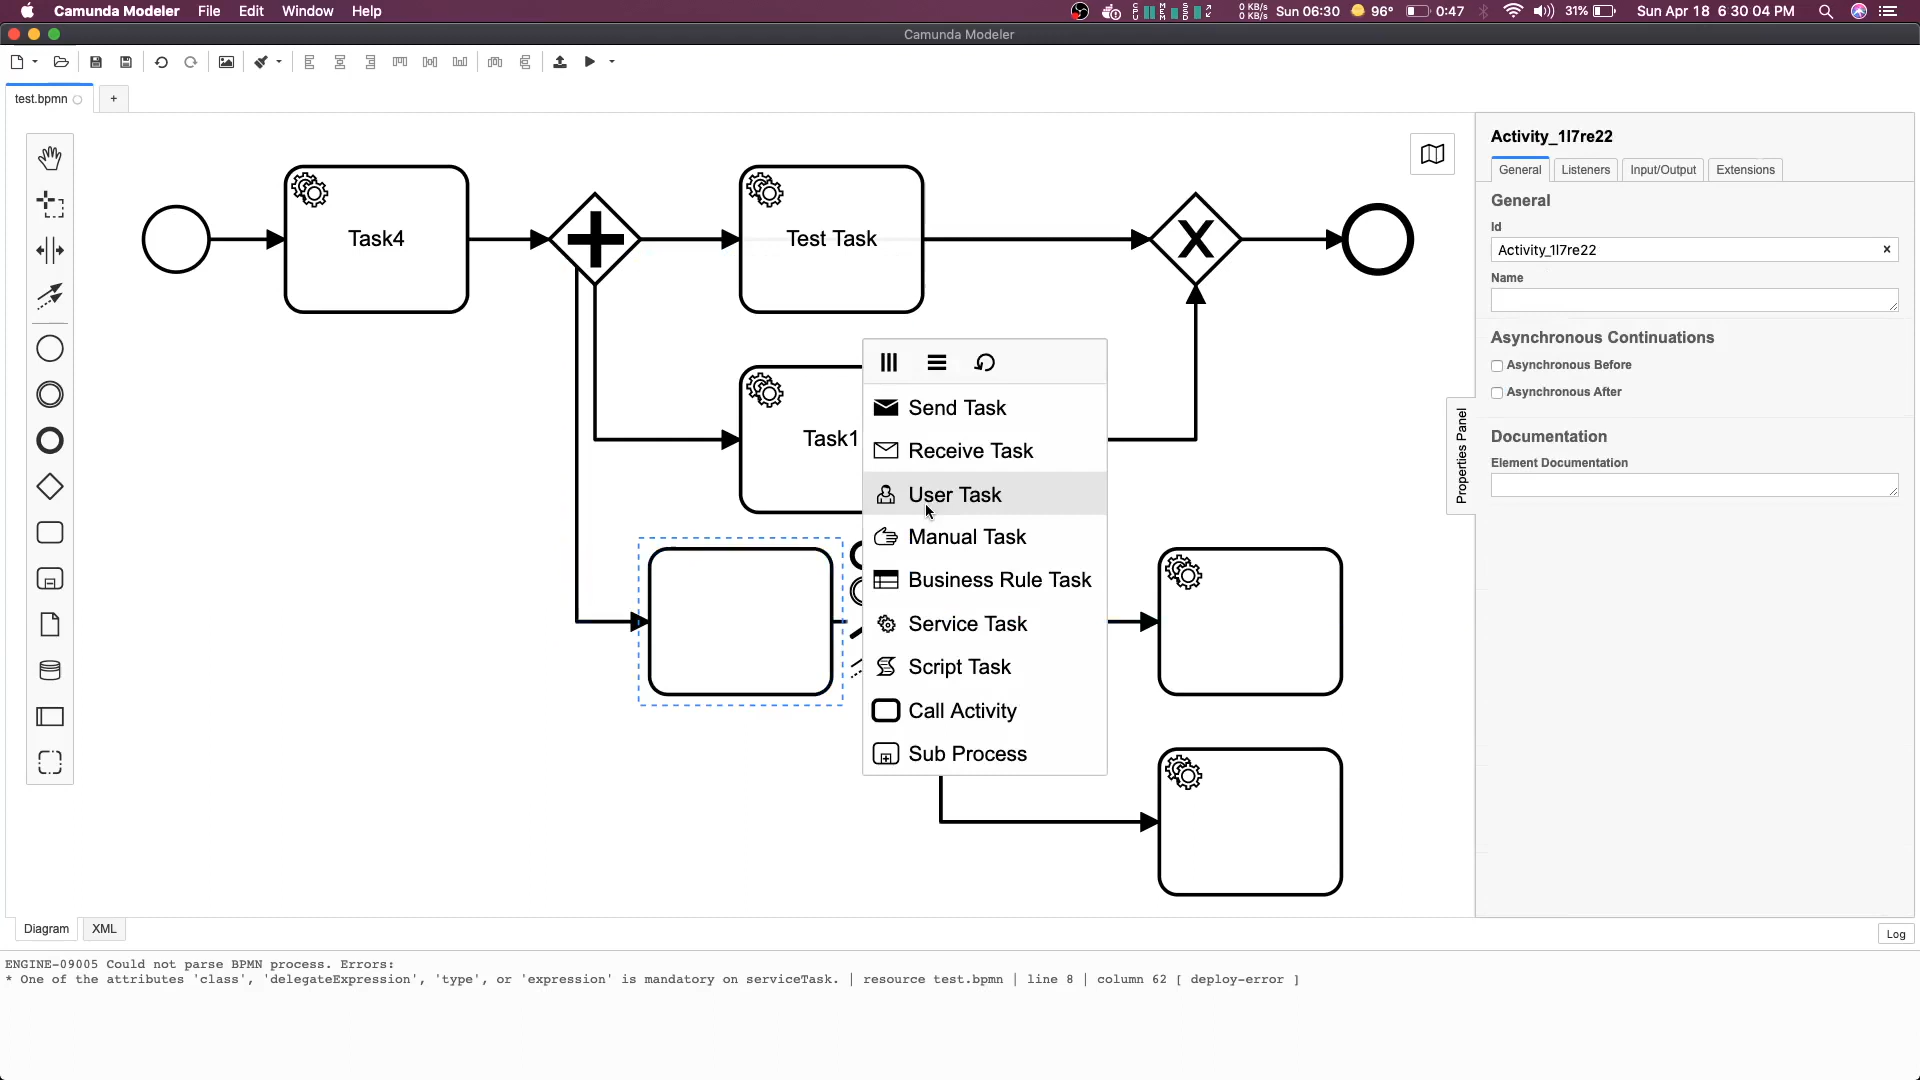 Camunda Modeler File Edit Window Help
0 KB/s
0 KB/s
Sun 06:30 96° 0:47 31% Sun Apr 18 6 30 04 PM
Camunda Modeler
test.bpmn +
Activity_1l7re22
General Listeners Input/Output Extensions
General
Id
Activity_1l7re22 ×
Name
Asynchronous Continuations
Asynchronous Before
Asynchronous After
Documentation
Element Documentation
Properties Panel
Task4
Test Task
X
Task1
Send Task
Receive Task
User Task
Manual Task
Business Rule Task
Service Task
Script Task
Call Activity
Sub Process
Diagram XML
Log
ENGINE-09005 Could not parse BPMN process. Errors:
* One of the attributes 'class', 'delegateExpression', 'type', or 'expression' is mandatory on serviceTask. | resource test.bpmn | line 8 | column 62 [ deploy-error ]